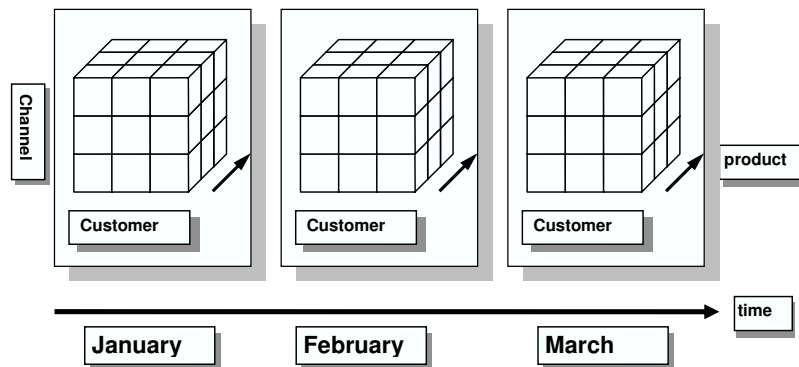 Channel
Customer
Customer
Customer
product
time
January
February
March